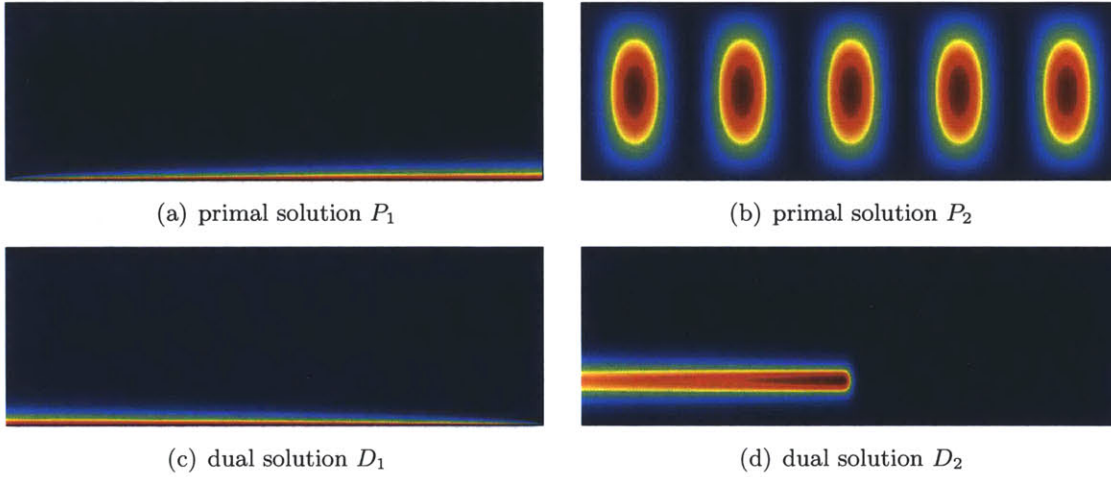 (a) primal solution P₁
(b) primal solution P₂
(c) dual solution D₁
(d) dual solution D₂